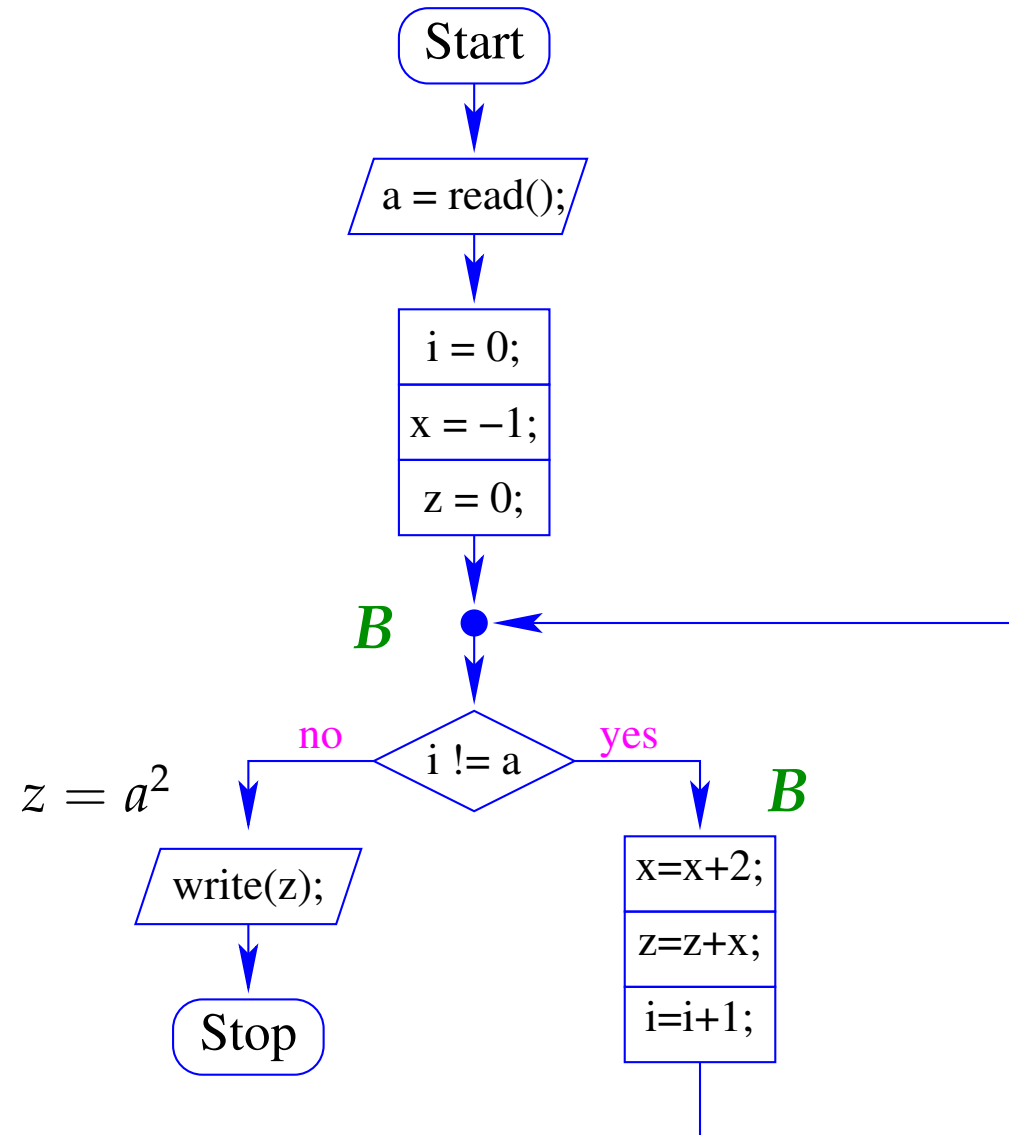 Start
a = read();
i = 0;
x = −1;
z = 0;
B
no
i != a
yes
z = a²
B
write(z);
x=x+2;
z=z+x;
i=i+1;
Stop